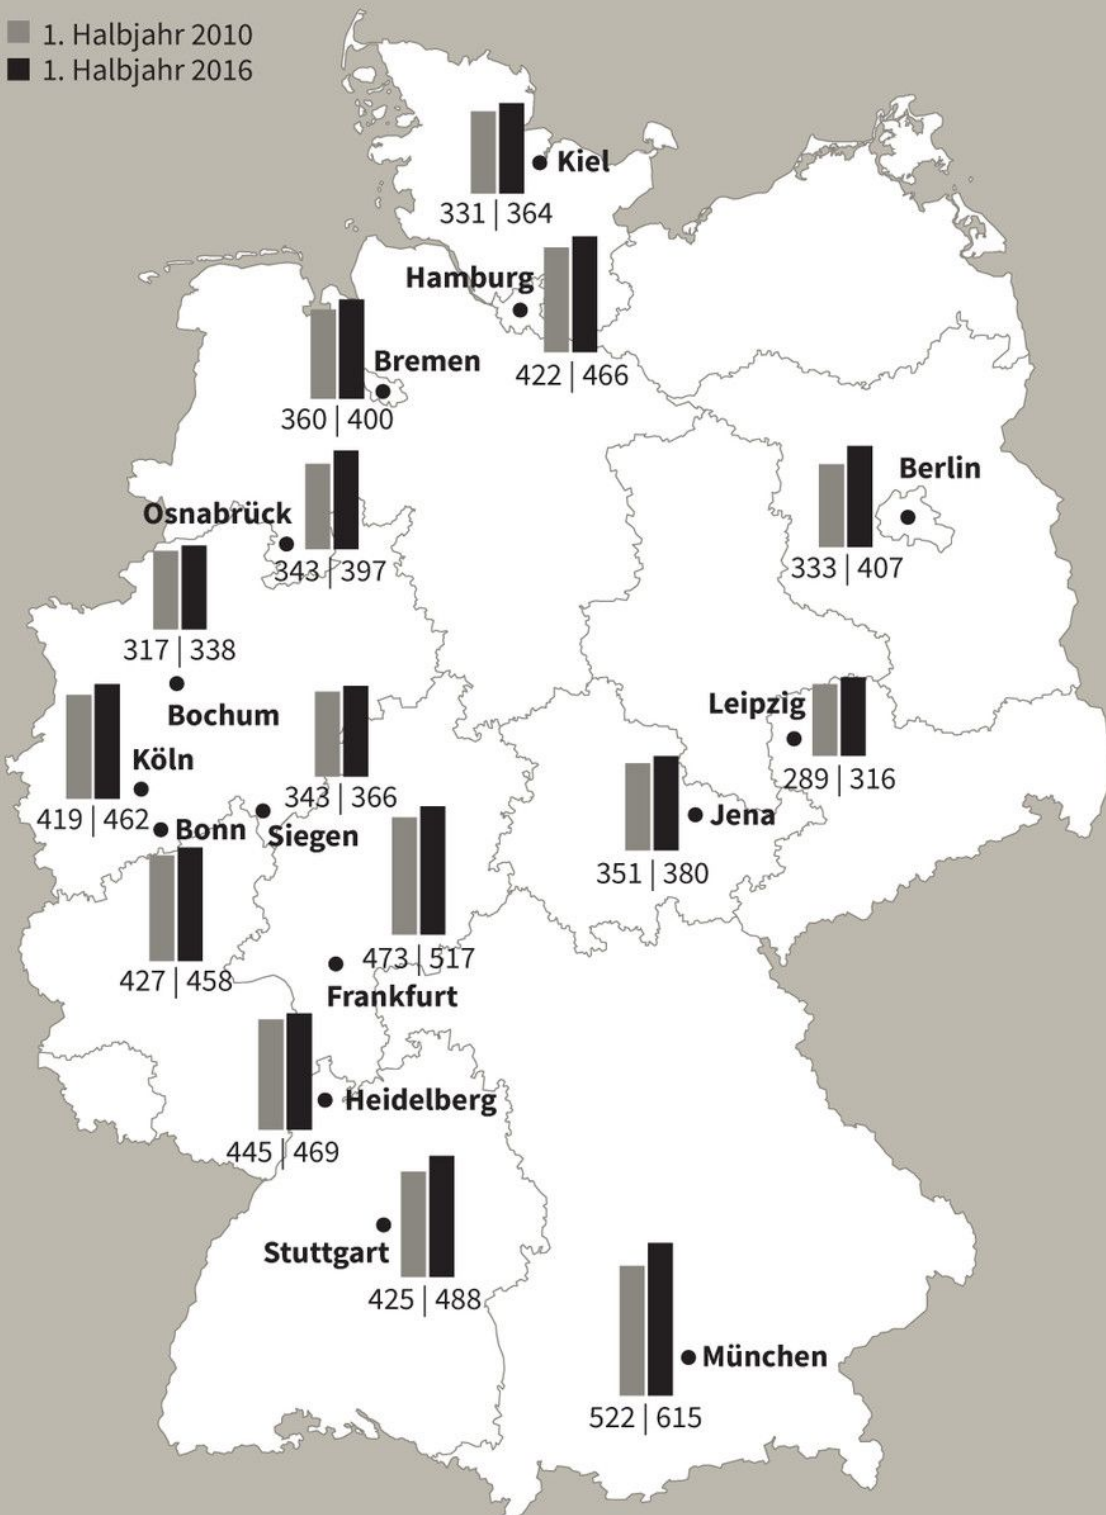 1. Halbjahr 2010
1. Halbjahr 2016
Kiel
331 | 364
Hamburg
422 | 466
Bremen
360 | 400
Berlin
333 | 407
Osnabrück
343 | 397
317 | 338
Bochum
Leipzig
289 | 316
Köln
419 | 462
343 | 366
Siegen
Jena
351 | 380
Bonn
427 | 458
473 | 517
Frankfurt
Heidelberg
445 | 469
Stuttgart
425 | 488
München
522 | 615